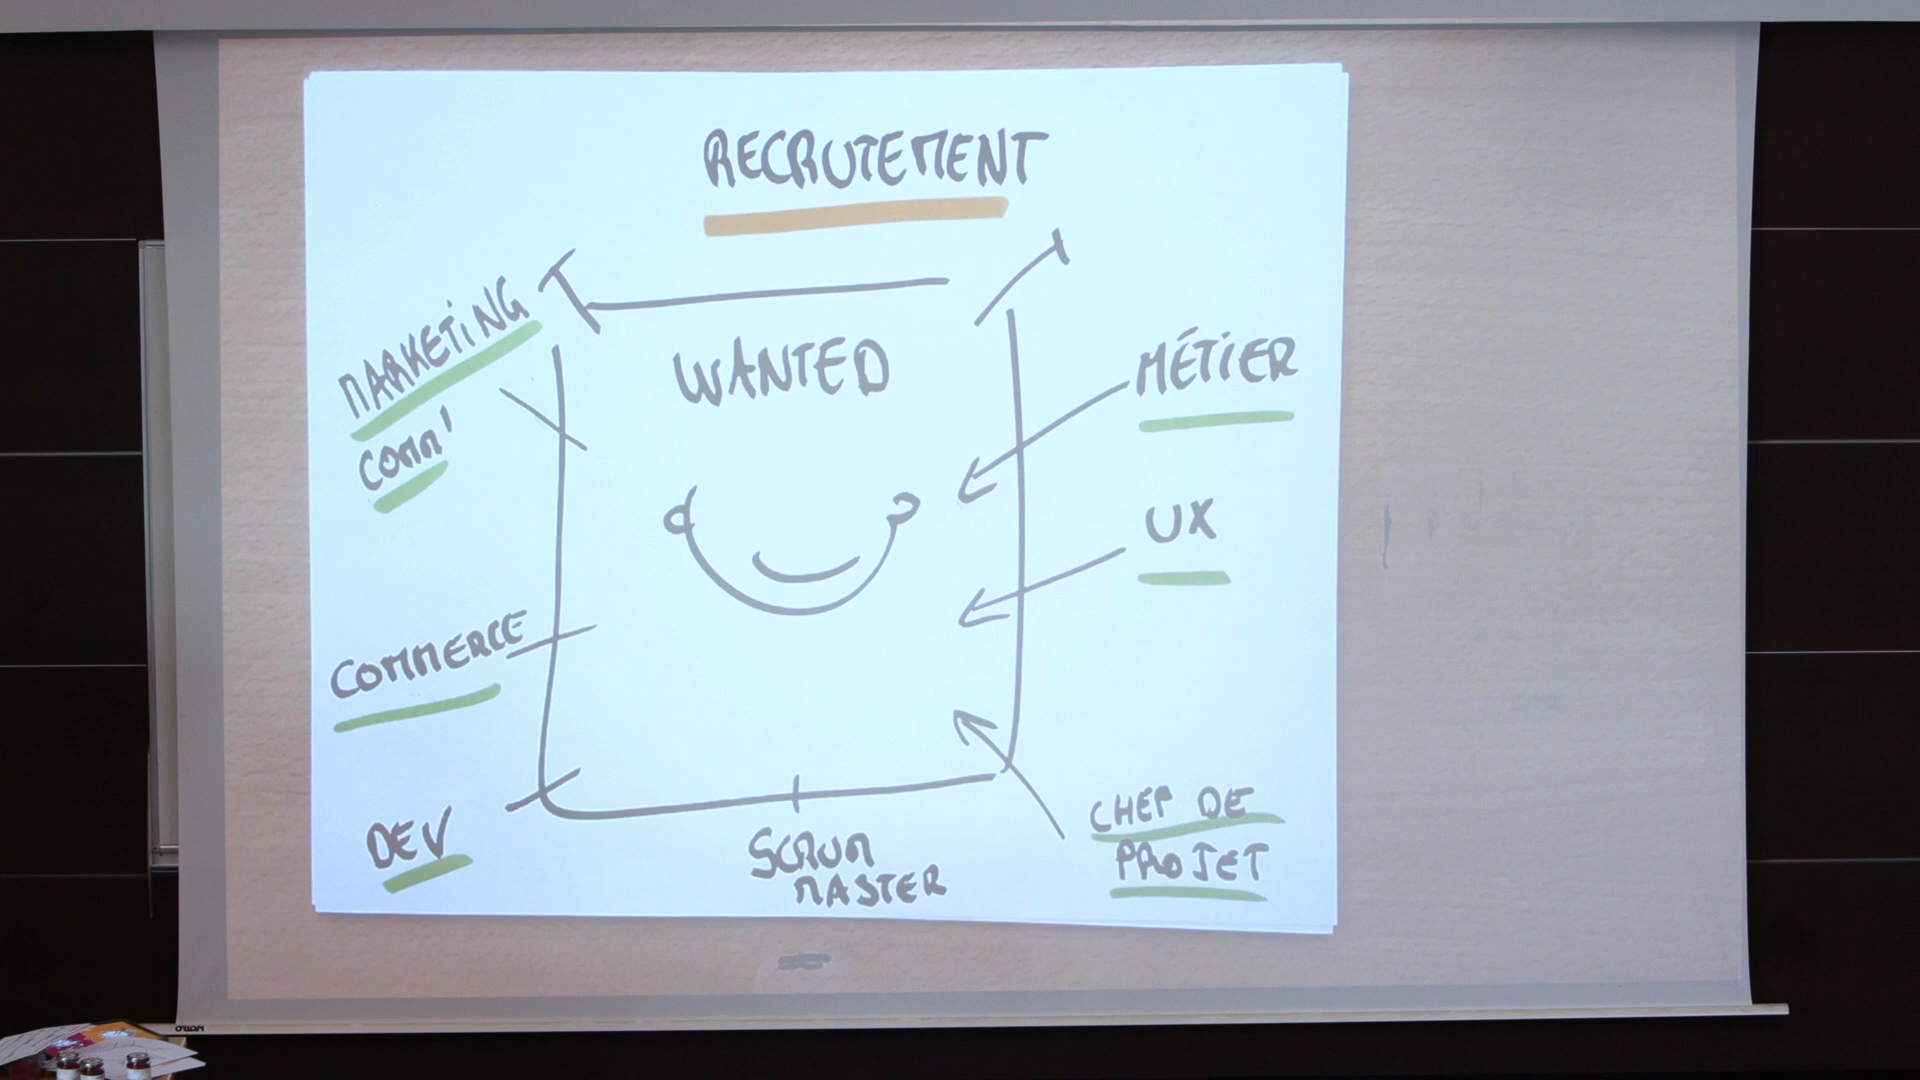 RECRUTEMENT
WANTED
MARKETING
COMM'
COMMERCE
DEV
SCRUM
MASTER
MÉTIER
UX
CHEF DE
PROJET